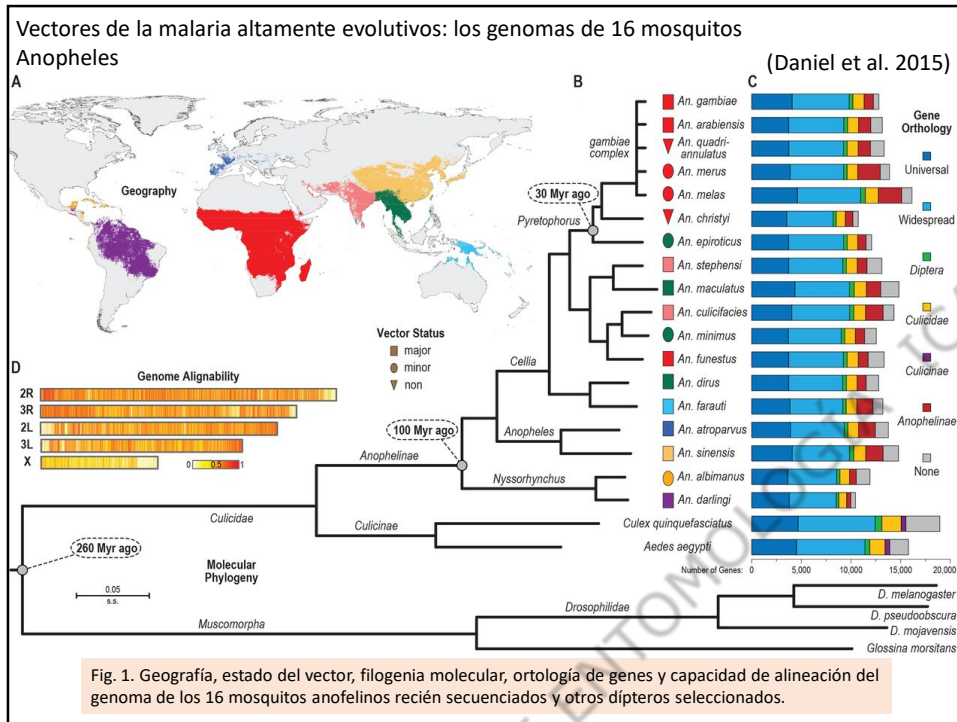 Vectores de la malaria altamente evolutivos: los genomas de 16 mosquitos
Anopheles
(Daniel et al. 2015)
A
Geography
Vector Status
major
minor
non
D
Genome Alignability
2R
3R
2L
3L
X
0 0.5 1
B
gambiae
complex
30 Myr ago
Pyretophorus
Cellia
100 Myr ago
Anophelinae
Anopheles
Nyssorhynchus
Culicidae
Culicinae
260 Myr ago
Molecular
Phylogeny
0.05
s.s.
Muscomorpha
Drosophilidae
An. gambiae
An. arabiensis
An. quadri-
annulatus
An. merus
An. melas
An. christyi
An. epiroticus
An. stephensi
An. maculatus
An. culicifacies
An. minimus
An. funestus
An. dirus
An. farauti
An. atroparvus
An. sinensis
An. albimanus
An. darlingi
Culex quinquefasciatus
Aedes aegypti
D. melanogaster
D. pseudoobscura
D. mojavensis
Glossina morsitans
C
Gene
Orthology
Universal
Widespread
Diptera
Culicidae
Culicinae
Anophelinae
None
Number of Genes: 0 5,000 10,000 15,000 20,000
Fig. 1. Geografía, estado del vector, filogenia molecular, ortología de genes y capacidad de alineación del
genoma de los 16 mosquitos anofelinos recién secuenciados y otros dípteros seleccionados.
ENTOMOLOGÍA IC